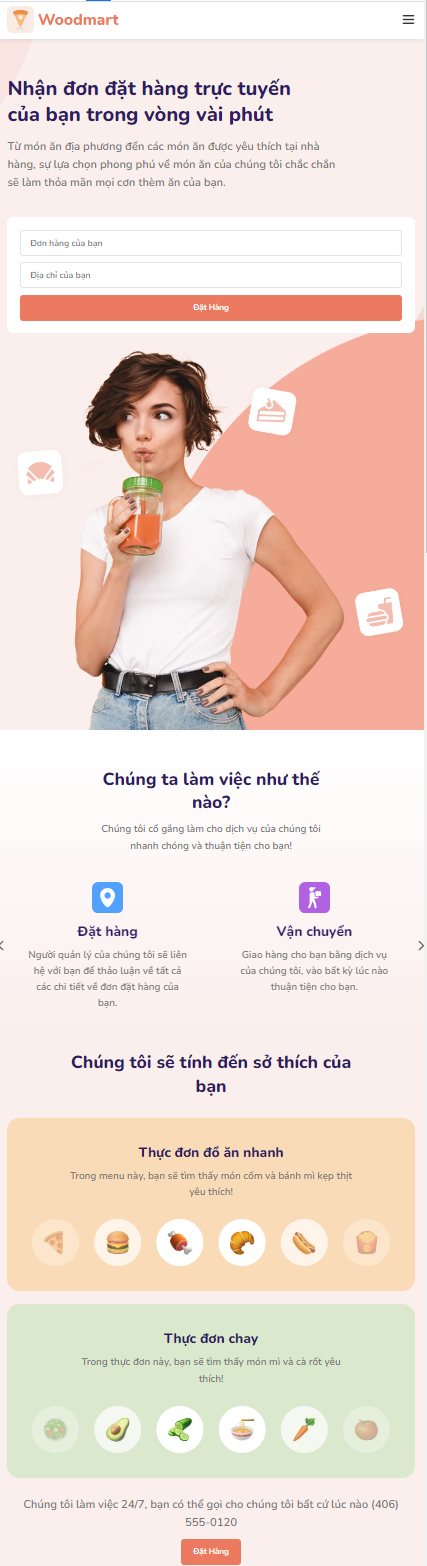 Woodmart
Nhận đơn đặt hàng trực tuyến
của bạn trong vòng vài phút
Từ món ăn địa phương đến các món ăn được yêu thích tại nhà
hàng, sự lựa chọn phong phú về món ăn của chúng tôi chắc chắn
sẽ làm thỏa mãn mọi cơn thèm ăn của bạn.
Đơn hàng của bạn
Địa chỉ của bạn
Đặt Hàng
Chúng ta làm việc như thế
nào?
Chúng tôi cố gắng làm cho dịch vụ của chúng tôi
nhanh chóng và thuận tiện cho bạn!
Đặt hàng
Người quản lý của chúng tôi sẽ liên
hệ với bạn để thảo luận về tất cả
các chi tiết về đơn đặt hàng của
bạn.
Vận chuyển
Giao hàng cho bạn bằng dịch vụ
của chúng tôi, vào bất kỳ lúc nào
thuận tiện cho bạn.
Chúng tôi sẽ tính đến sở thích của
bạn
Thực đơn đồ ăn nhanh
Trong menu này, bạn sẽ tìm thấy món cốm và bánh mì kẹp thịt
yêu thích!
Thực đơn chay
Trong thực đơn này, bạn sẽ tìm thấy món mì và cà rốt yêu
thích!
Chúng tôi làm việc 24/7, bạn có thể gọi cho chúng tôi bất cứ lúc nào (406)
555-0120
Đặt Hàng